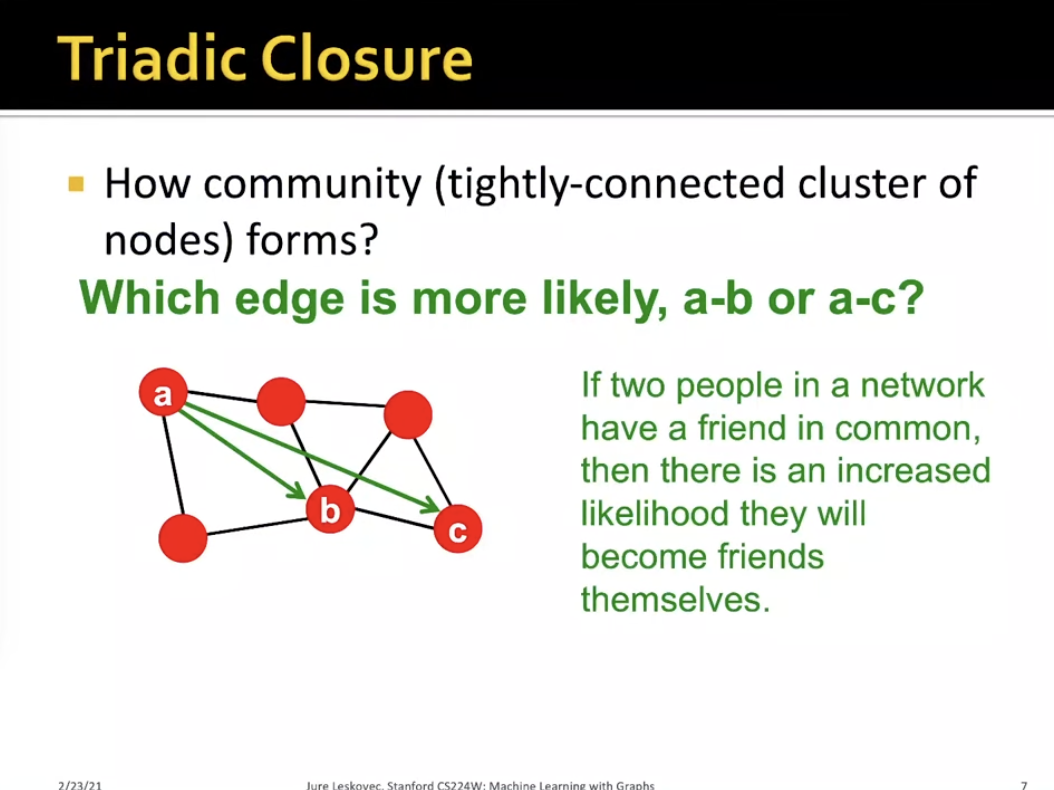 Triadic Closure
How community (tightly-connected cluster of
nodes) forms?
Which edge is more likely, a-b or a-c?
a
b
c
If two people in a network
have a friend in common,
then there is an increased
likelihood they will
become friends
themselves.
2/23/21
Jure Leskovec, Stanford CS224W: Machine Learning with Graphs
7